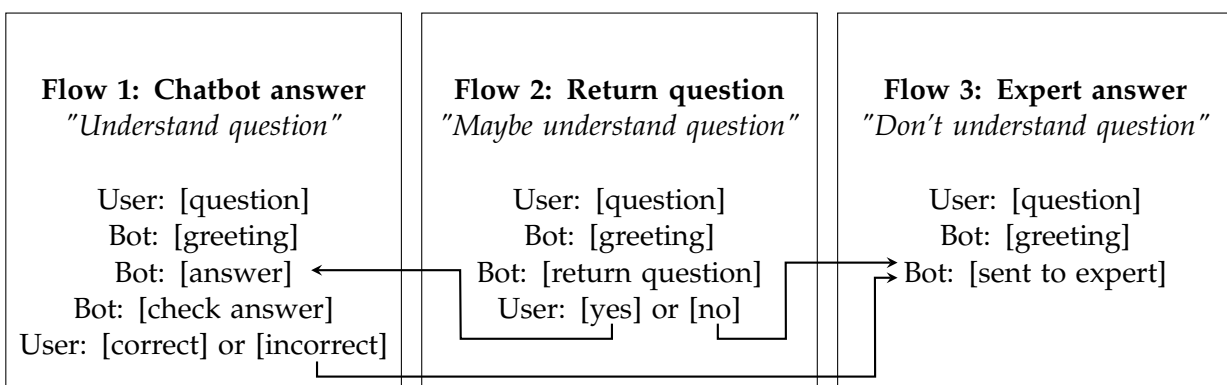 Flow 1: Chatbot answer
"Understand question"
User: [question]
Bot: [greeting]
Bot: [answer]
Bot: [check answer]
User: [correct] or [incorrect]
Flow 2: Return question
"Maybe understand question"
User: [question]
Bot: [greeting]
Bot: [return question]
User: [yes] or [no]
Flow 3: Expert answer
"Don't understand question"
User: [question]
Bot: [greeting]
Bot: [sent to expert]